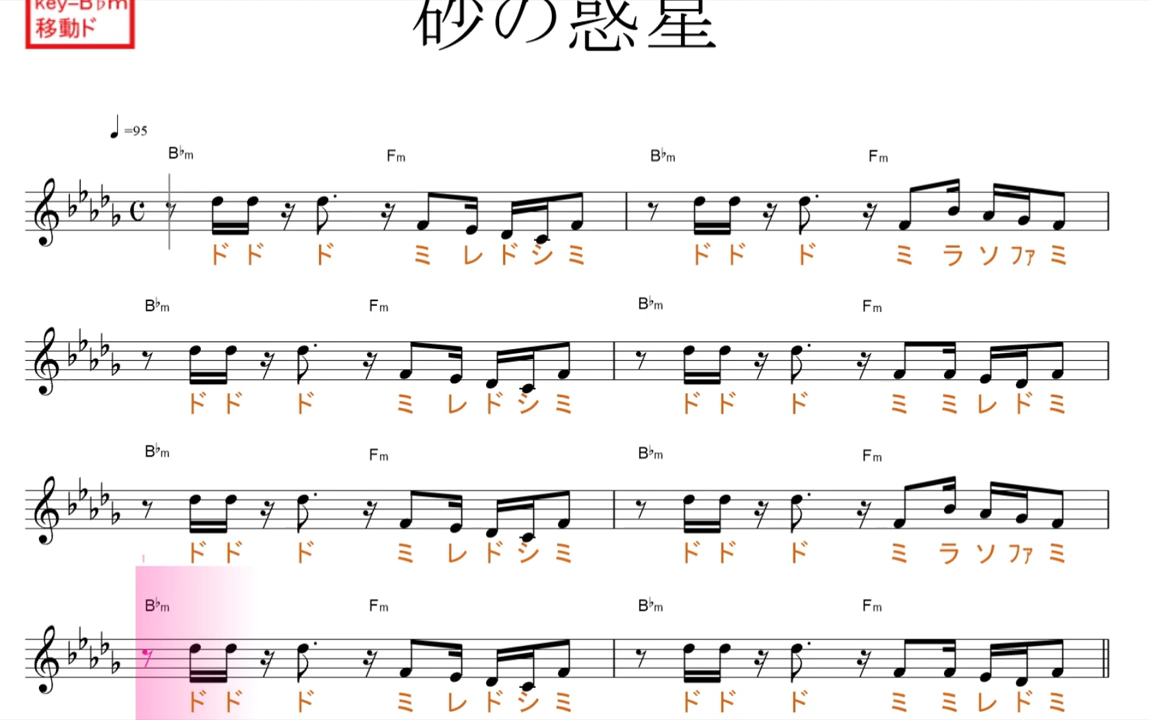 key=B♭m
移動ド
砂の惑星
♩=95
B♭m Fm B♭m Fm
ド ド ド ミ レ ド シ ミ ド ド ド ミ ラ ソ ファ ミ
B♭m Fm B♭m Fm
ド ド ド ミ レ ド シ ミ ド ド ド ミ ミ レ ド ミ
B♭m Fm B♭m Fm
ド ド ド ミ レ ド シ ミ ド ド ド ミ ラ ソ ファ ミ
1
B♭m Fm B♭m Fm
ド ド ド ミ レ ド シ ミ ド ド ド ミ ミ レ ド ミ